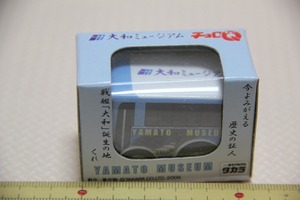 大和ミュージアム
チョロQ
大和ミュージアム
今よみがえる
歴史の証人
戦艦「大和」誕生の地
くれ
YAMATO MUSEU
YAMATO MUSEUM
タカラ